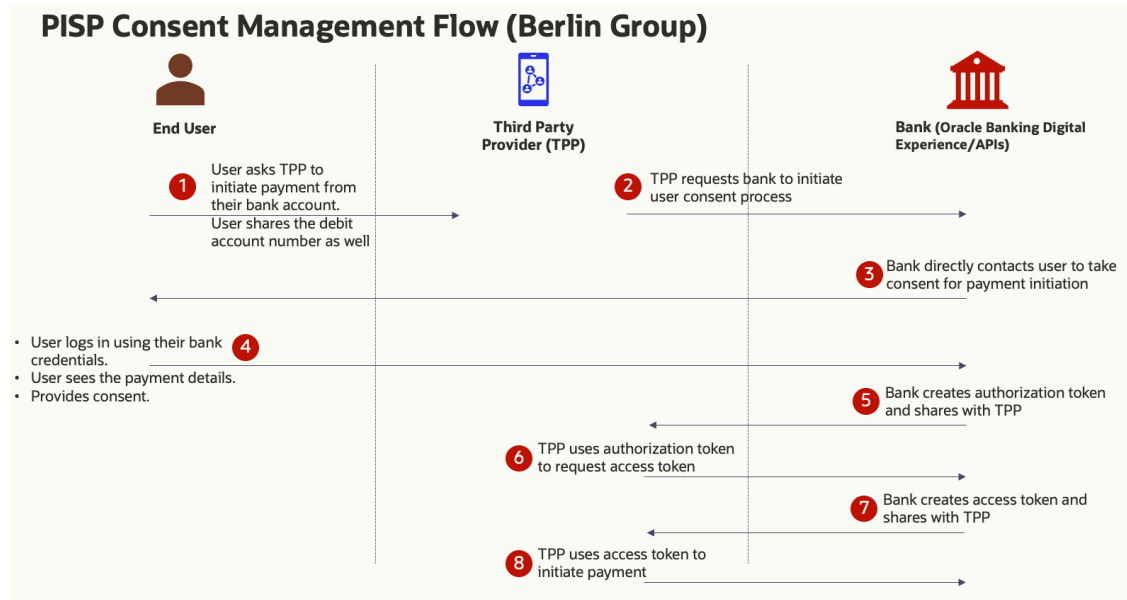 PISP Consent Management Flow (Berlin Group)
End User
Third Party
Provider (TPP)
Bank (Oracle Banking Digital
Experience/APIs)
1
User asks TPP to
initiate payment from
their bank account.
User shares the debit
account number as well
2
TPP requests bank to initiate
user consent process
3
Bank directly contacts user to take
consent for payment initiation
4
• User logs in using their bank
credentials.
• User sees the payment details.
• Provides consent.
5
Bank creates authorization token
and shares with TPP
6
TPP uses authorization token
to request access token
7
Bank creates access token and
shares with TPP
8
TPP uses access token to
initiate payment